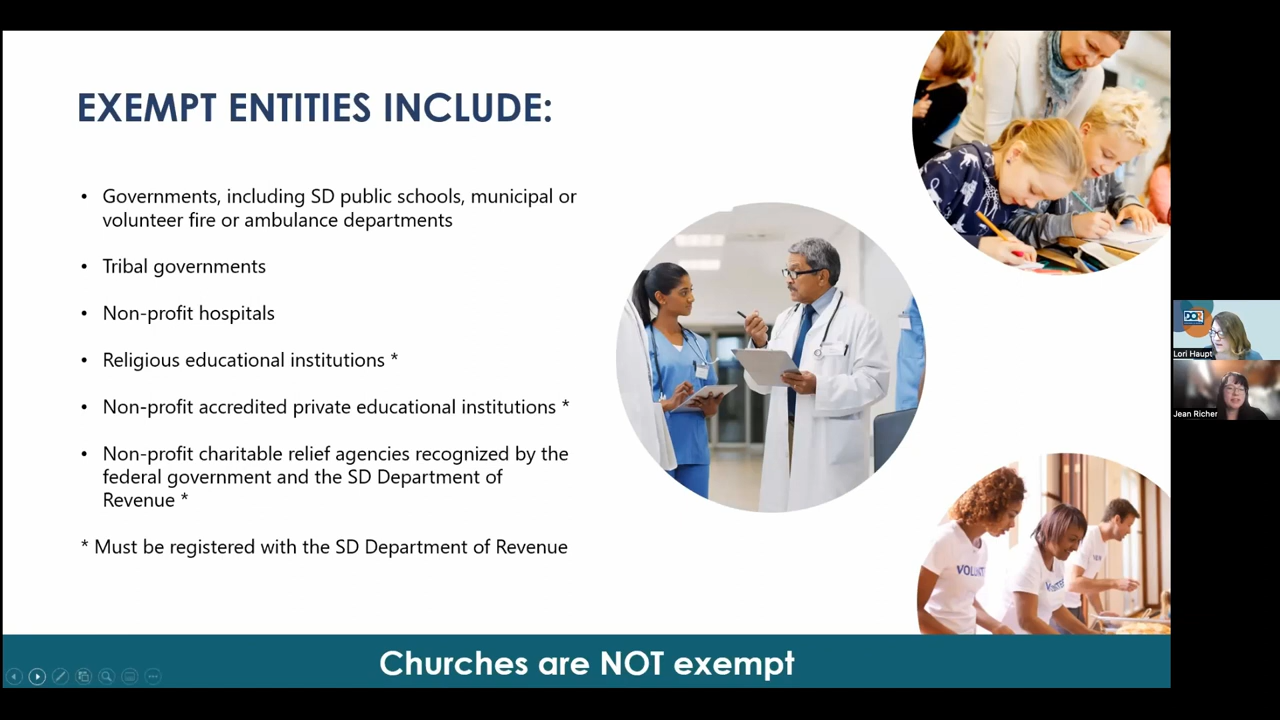 EXEMPT ENTITIES INCLUDE:
• Governments, including SD public schools, municipal or
volunteer fire or ambulance departments
• Tribal governments
• Non-profit hospitals
• Religious educational institutions *
• Non-profit accredited private educational institutions *
• Non-profit charitable relief agencies recognized by the
federal government and the SD Department of
Revenue *
* Must be registered with the SD Department of Revenue
Churches are NOT exempt
DOR
Lori Haupt
Jean Richer